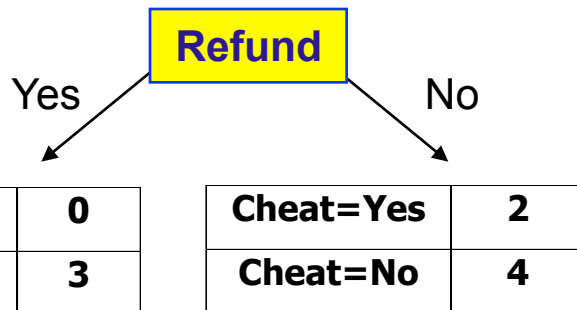 Refund
Yes No
0 Cheat=Yes 2
3 Cheat=No 4